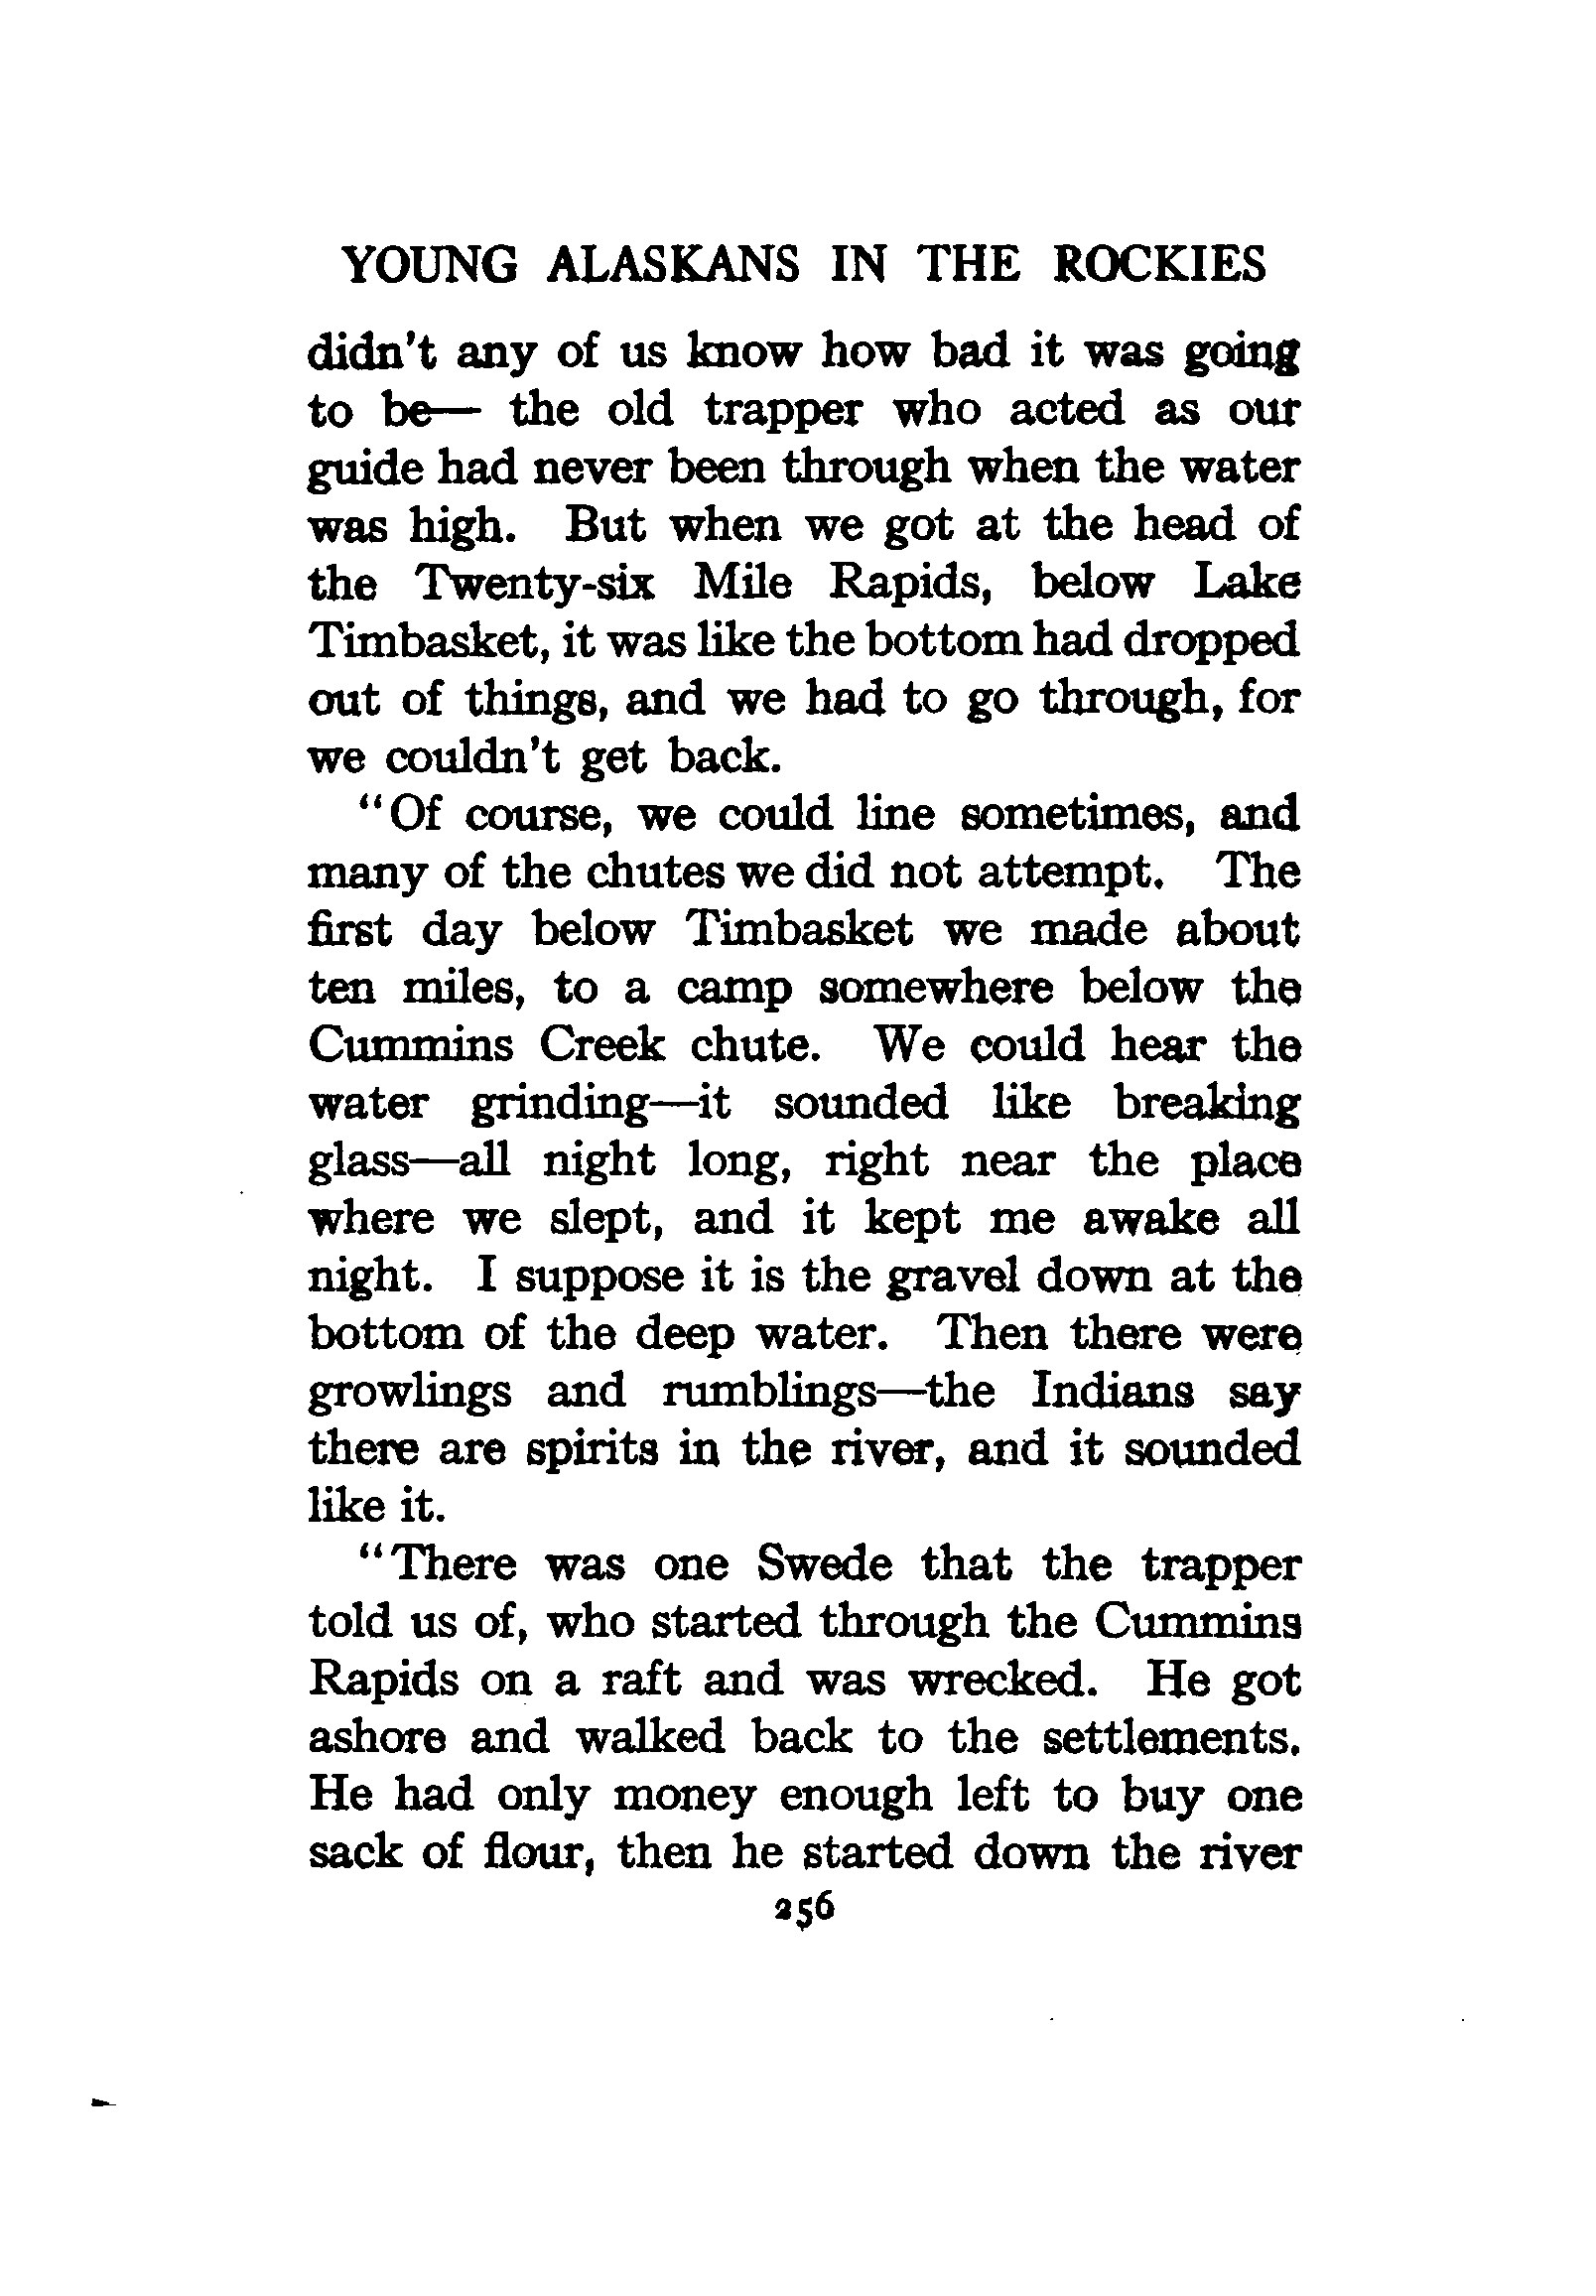 YOUNG ALASKANS IN THE ROCKIES
didn't any of us know how bad it was going
to be— the old trapper who acted as our
guide had never been through when the water
was high. But when we got at the head of
the Twenty-six Mile Rapids, below Lake
Timbasket, it was like the bottom had dropped
out of things, and we had to go through, for
we couldn't get back.
"Of course, we could line sometimes, and
many of the chutes we did not attempt. The
first day below Timbasket we made about
ten miles, to a camp somewhere below the
Cummins Creek chute. We could hear the
water grinding—it sounded like breaking
glass—all night long, right near the place
where we slept, and it kept me awake all
night. I suppose it is the gravel down at the
bottom of the deep water. Then there were
growlings and rumblings—the Indians say
there are spirits in the river, and it sounded
like it.
"There was one Swede that the trapper
told us of, who started through the Cummins
Rapids on a raft and was wrecked. He got
ashore and walked back to the settlements.
He had only money enough left to buy one
sack of flour, then he started down the river
256